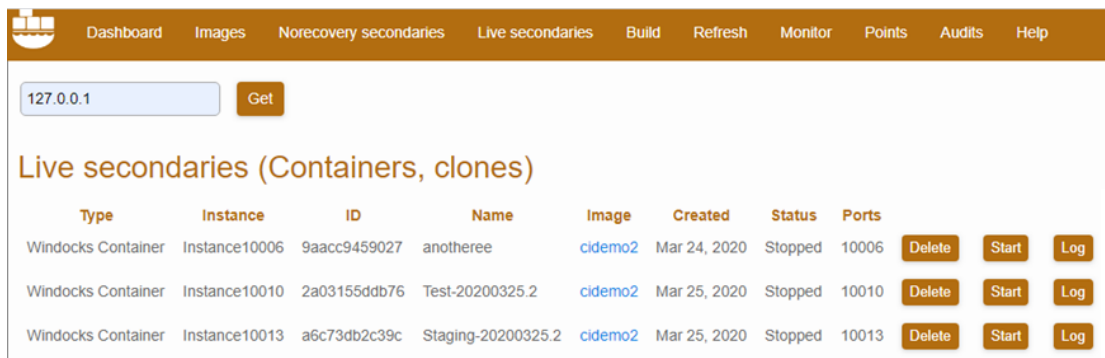 Dashboard Images Norecovery secondaries Live secondaries Build Refresh Monitor Points Audits Help
127.0.0.1 Get
Live secondaries (Containers, clones)
Type Instance ID Name Image Created Status Ports
Windocks Container Instance10006 9aacc9459027 anotheree cidemo2 Mar 24, 2020 Stopped 10006 Delete Start Log
Windocks Container Instance10010 2a03155ddb76 Test-20200325.2 cidemo2 Mar 25, 2020 Stopped 10010 Delete Start Log
Windocks Container Instance10013 a6c73db2c39c Staging-20200325.2 cidemo2 Mar 25, 2020 Stopped 10013 Delete Start Log